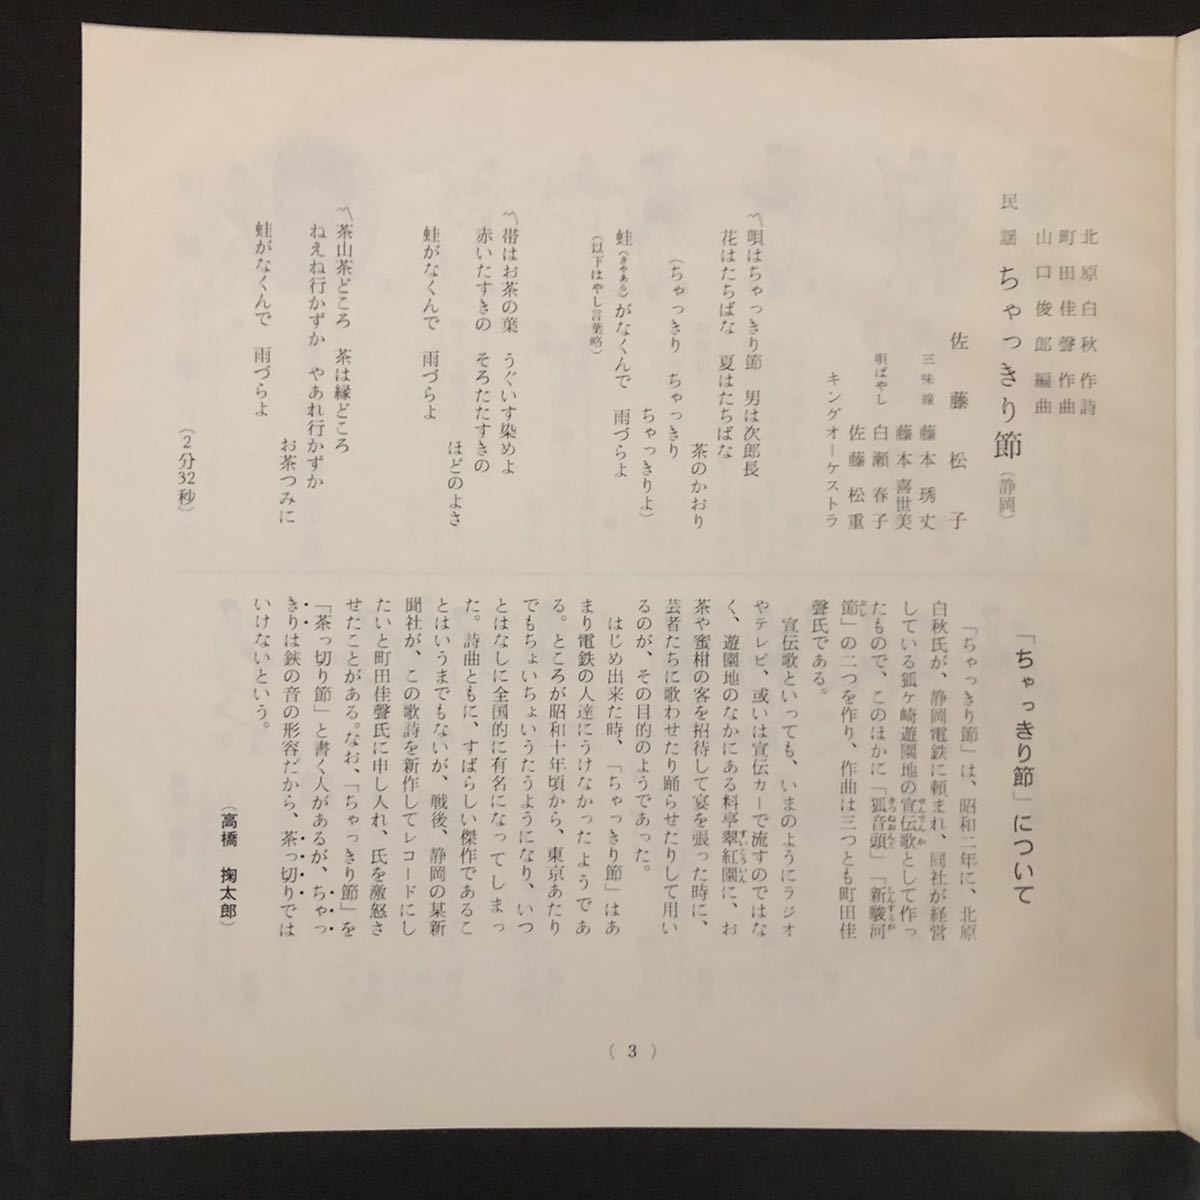 北原白秋作詩
町田佳聲作曲
山口俊郎編曲
民謡 ちゃっきり節（静岡）
佐藤松子
三味線 藤本琇丈
藤本喜世美
唄ばやし 白瀬春子
佐藤松重
キングオーケストラ
〽唄はちゃっきり節　男は次郎長
花はたちばな　夏はたちばな
茶のかおり
（ちゃっきり　ちゃっきり
ちゃっきりよ）
蛙（きゃある）がなくんで　雨づらよ
（以下はやし言葉略）
〽帯はお茶の葉　うぐいす染めよ
赤いたすきの　そろたたすきの
ほどのよさ
蛙がなくんで　雨づらよ
〽茶山茶どころ　茶は縁どころ
ねえね行かずか　やあれ行かずか
お茶つみに
蛙がなくんで　雨づらよ
（2分32秒）
「ちゃっきり節」について
「ちゃっきり節」は、昭和二年に、北原
白秋氏が、静岡電鉄に頼まれ、同社が経営
している狐ヶ崎遊園地の宣伝歌（せんでんか）として作っ
たもので、このほかに「狐音頭（きつねおんど）」「新駿河（しんするが）
節（ぶし）」の二つを作り、作曲は三つとも町田佳
聲氏である。
宣伝歌といっても、いまのようにラジオ
やテレビ、或いは宣伝カーで流すのではな
く、遊園地のなかにある料亭翠紅園（すいこうえん）に、お
茶や蜜柑の客を招待して宴を張った時に、
芸者たちに歌わせたり踊らせたりして用い
るのが、その目的のようであった。
はじめ出来た時、「ちゃっきり節」はあ
まり電鉄の人達にうけなかったようであ
る。ところが昭和十年頃から、東京あたり
でもちょいちょいうたうようになり、いつ
とはなしに全国的に有名になってしまっ
た。詩曲ともに、すばらしい傑作であるこ
とはいうまでもないが、戦後、静岡の某新
聞社が、この歌詩を新作してレコードにし
たいと町田佳聲氏に申し入れ、氏を激怒さ
せたことがある。なお、「ちゃっきり節」を
「茶っ切り節」と書く人があるが、ちゃっ
きりは鋏の音の形容だから、茶っ切りでは
いけないという。
（高橋　掬太郎）
（ 3 ）